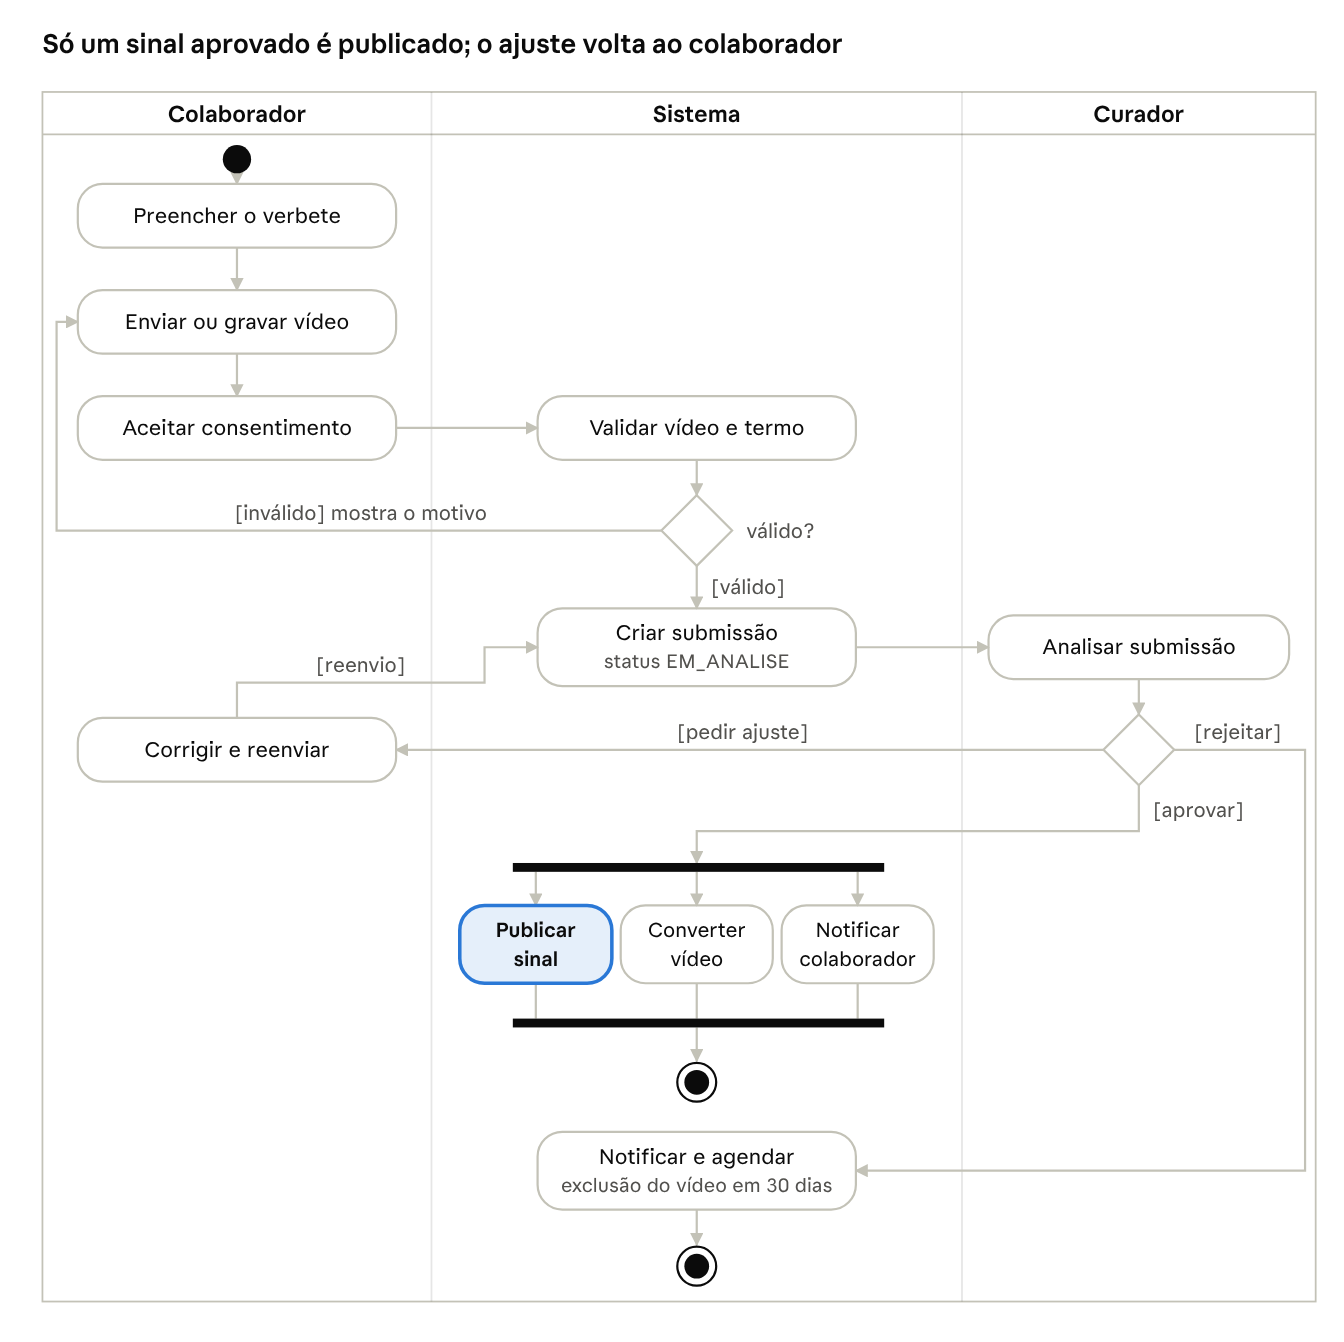 Só um sinal aprovado é publicado; o ajuste volta ao colaborador
Colaborador
Sistema
Curador
Preencher o verbete
Enviar ou gravar vídeo
Aceitar consentimento
Validar vídeo e termo
[inválido] mostra o motivo
válido?
[válido]
Criar submissão
status EM_ANALISE
Analisar submissão
[reenvio]
Corrigir e reenviar
[pedir ajuste]
[rejeitar]
[aprovar]
Publicar
sinal
Converter
vídeo
Notificar
colaborador
Notificar e agendar
exclusão do vídeo em 30 dias